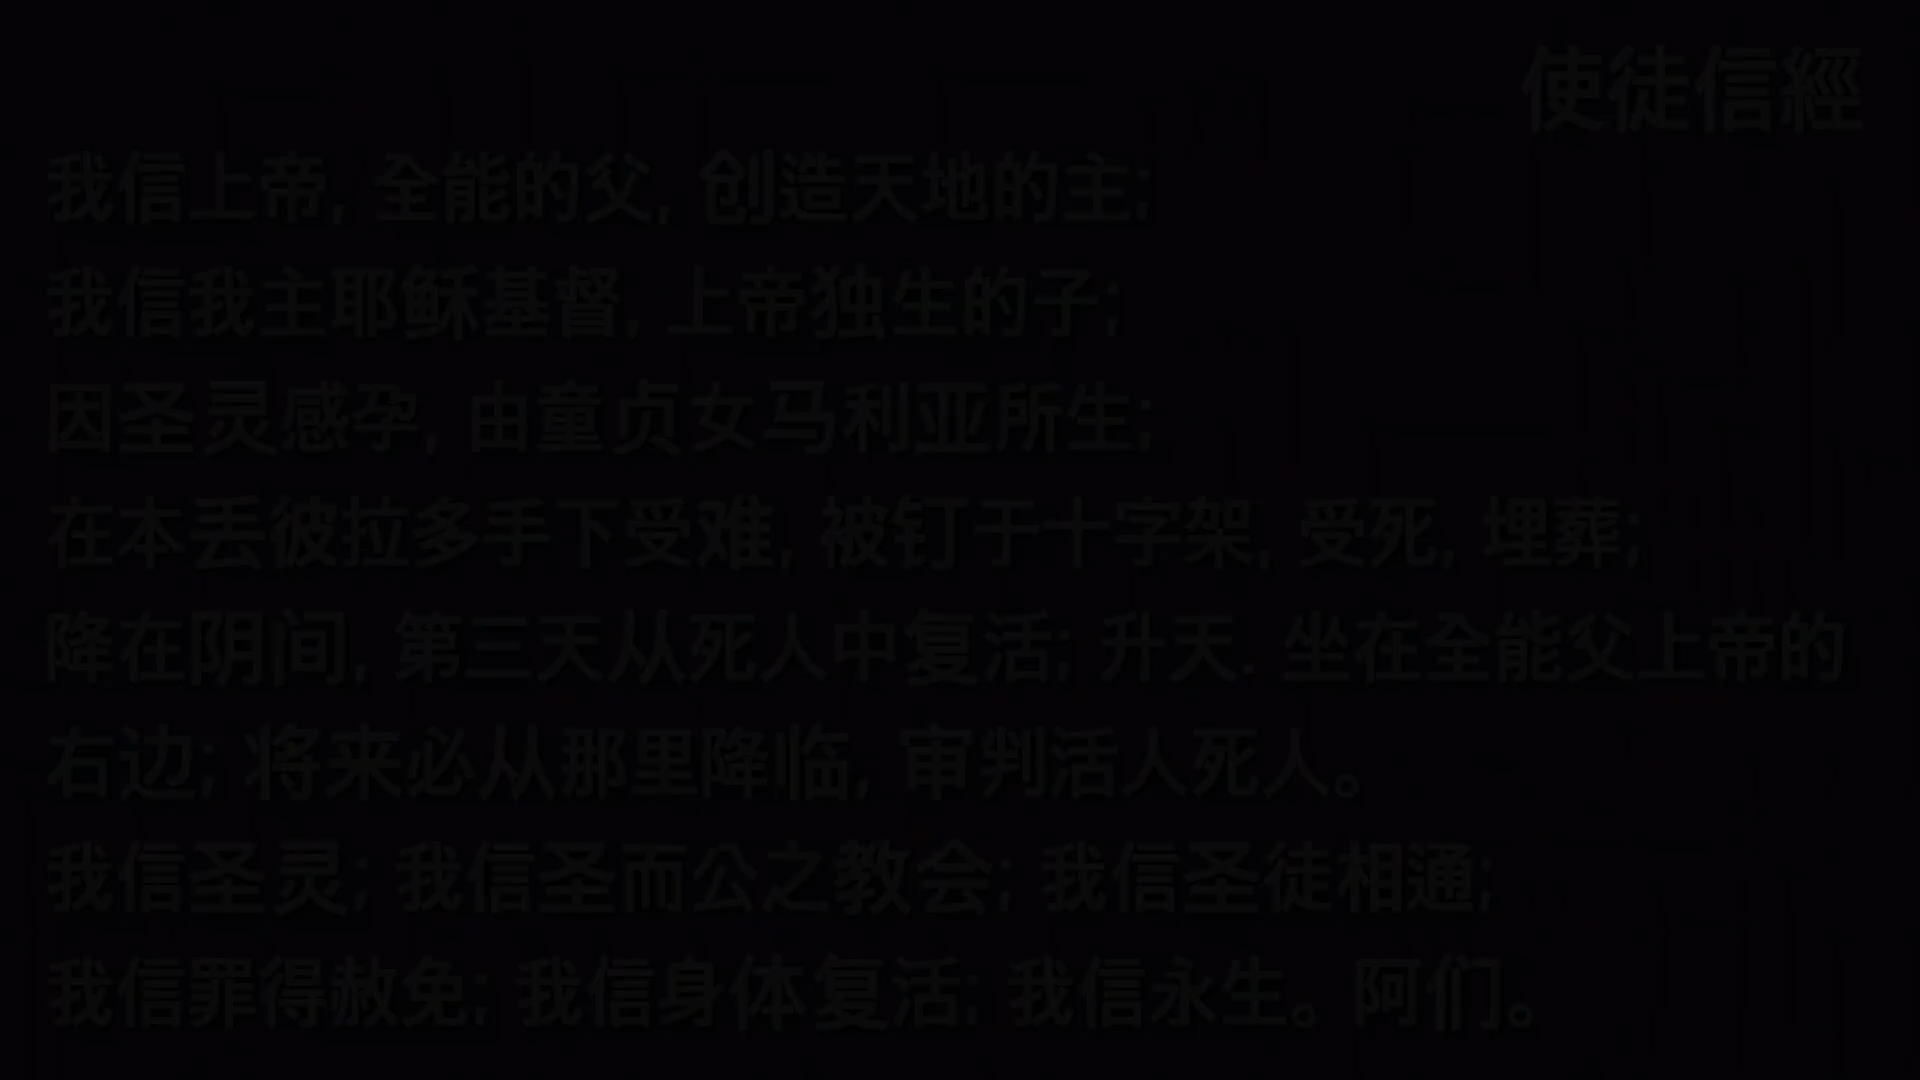 使徒信經
我信上帝, 全能的父, 创造天地的主;
我信我主耶稣基督, 上帝独生的子;
因圣灵感孕, 由童贞女马利亚所生;
在本丢彼拉多手下受难, 被钉于十字架, 受死, 埋葬;
降在阴间, 第三天从死人中复活; 升天. 坐在全能父上帝的
右边; 将来必从那里降临, 审判活人死人。
我信圣灵; 我信圣而公之教会; 我信圣徒相通;
我信罪得赦免; 我信身体复活; 我信永生。阿们。